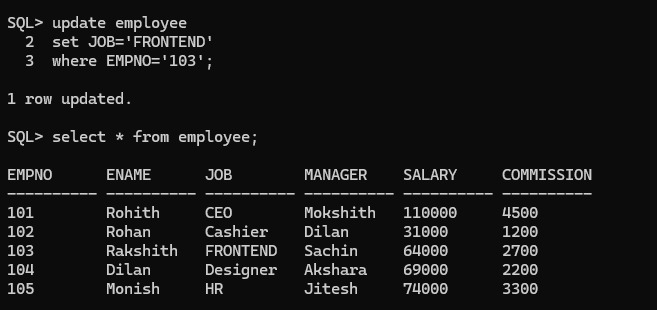 SQL> update employee
  2  set JOB='FRONTEND'
  3  where EMPNO='103';
1 row updated.
SQL> select * from employee;
EMPNO      ENAME      JOB        MANAGER    SALARY     COMMISSION
---------- ---------- ---------- ---------- ---------- ----------
101        Rohith     CEO        Mokshith   110000     4500
102        Rohan      Cashier    Dilan      31000      1200
103        Rakshith   FRONTEND   Sachin     64000      2700
104        Dilan      Designer   Akshara    69000      2200
105        Monish     HR         Jitesh     74000      3300